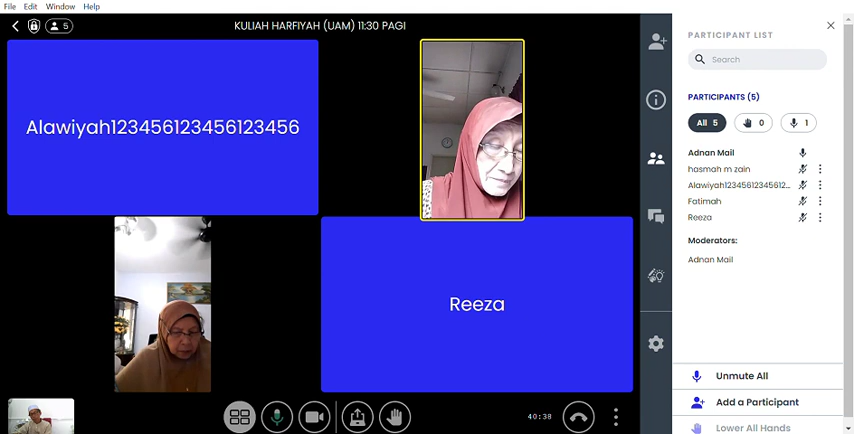 File Edit Window Help
5
KULIAH HARFIYAH (UAM) 11:30 PAGI
Alawiyah123456123456123456
Reeza
40:38
PARTICIPANT LIST
Search
PARTICIPANTS (5)
All 5
0
1
Adnan Mail
hasmah m zain
Alawiyah12345612345612...
Fatimah
Reeza
Moderators:
Adnan Mail
Unmute All
Add a Participant
Lower All Hands